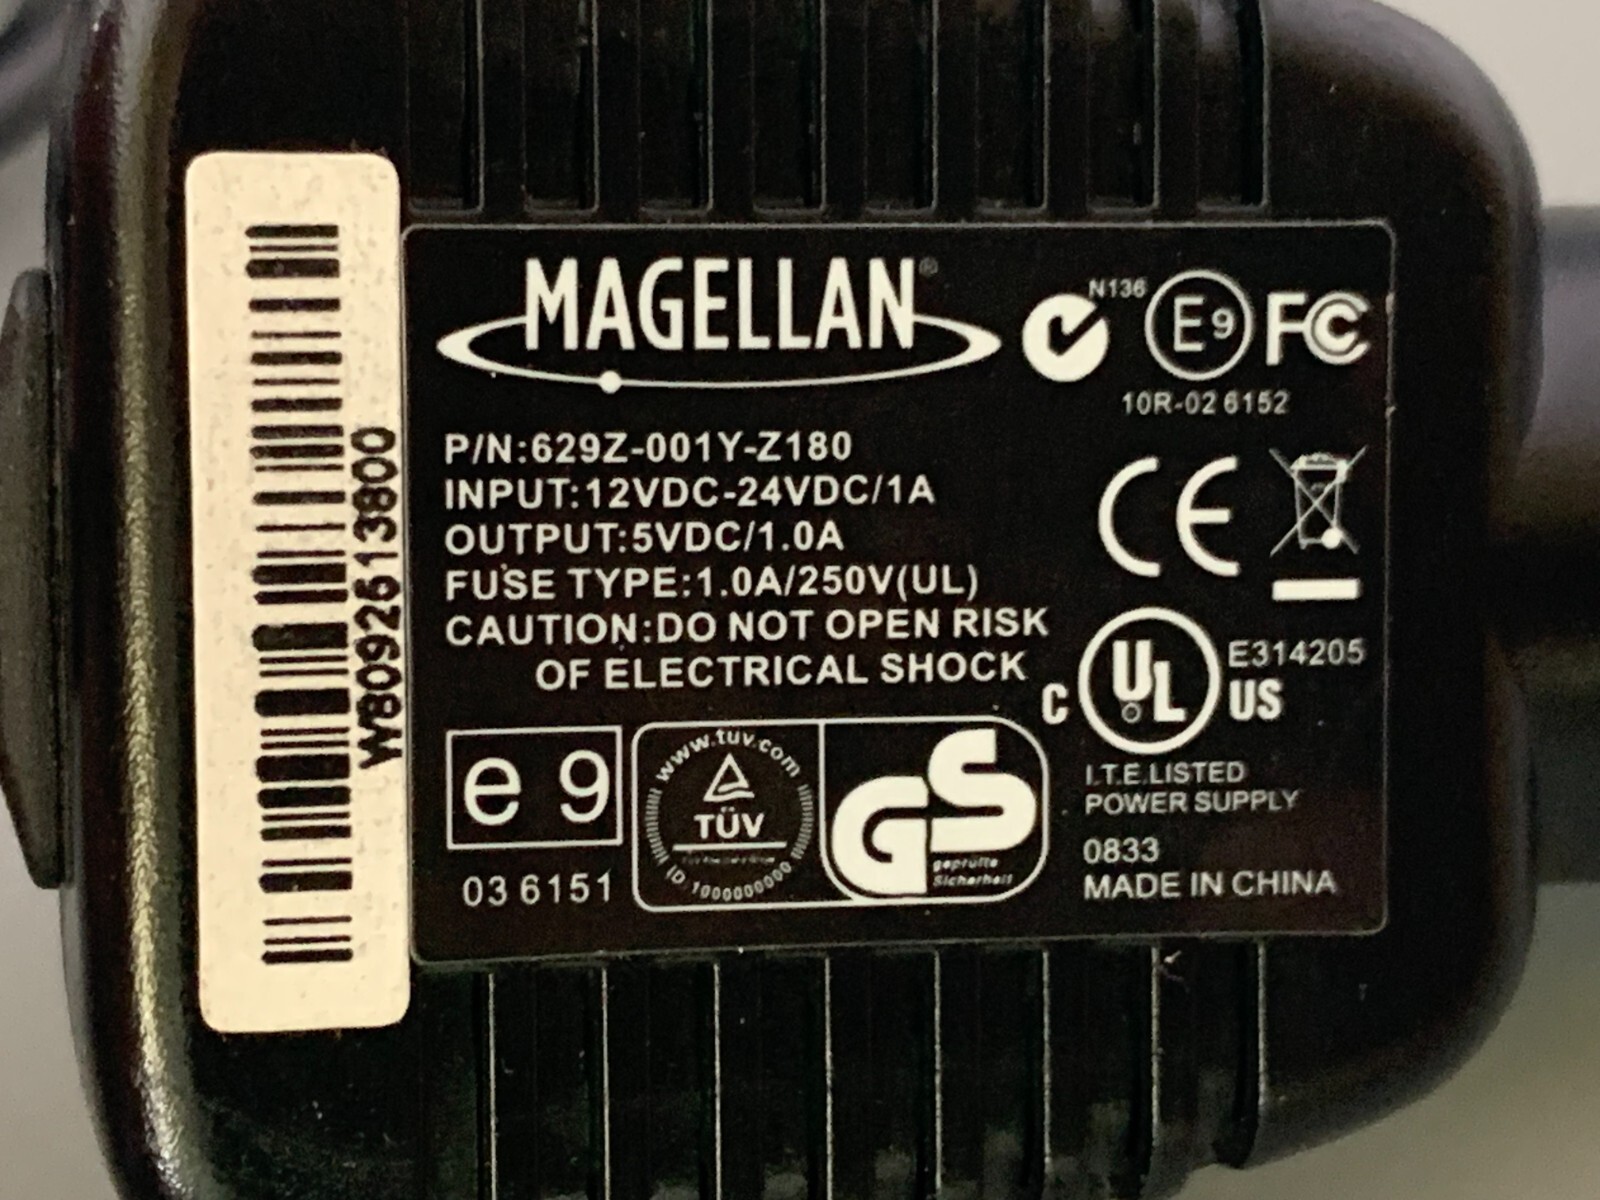 MAGELLAN®
N136
E9
FC
10R-02 6152
P/N:629Z-001Y-Z180
INPUT:12VDC-24VDC/1A
OUTPUT:5VDC/1.0A
FUSE TYPE:1.0A/250V(UL)
CAUTION:DO NOT OPEN RISK
OF ELECTRICAL SHOCK
CE
C UL US
E314205
I.T.E.LISTED
POWER SUPPLY
0833
MADE IN CHINA
e 9
03 6151
www.tuv.com
TÜV
ID:1000000000
GS
geprüfte
Sicherheit